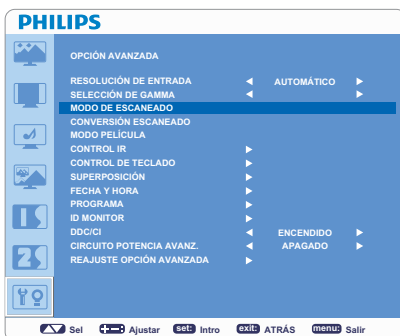 PHILIPS
OPCIÓN AVANZADA
RESOLUCIÓN DE ENTRADA AUTOMÁTICO
SELECCIÓN DE GAMMA
MODO DE ESCANEADO
CONVERSIÓN ESCANEADO
MODO PELÍCULA
CONTROL IR
CONTROL DE TECLADO
SUPERPOSICIÓN
FECHA Y HORA
PROGRAMA
ID MONITOR
DDC/CI ENCENDIDO
CIRCUITO POTENCIA AVANZ. APAGADO
REAJUSTE OPCIÓN AVANZADA
Sel Ajustar set: Intro exit: ATRÁS menu: Salir